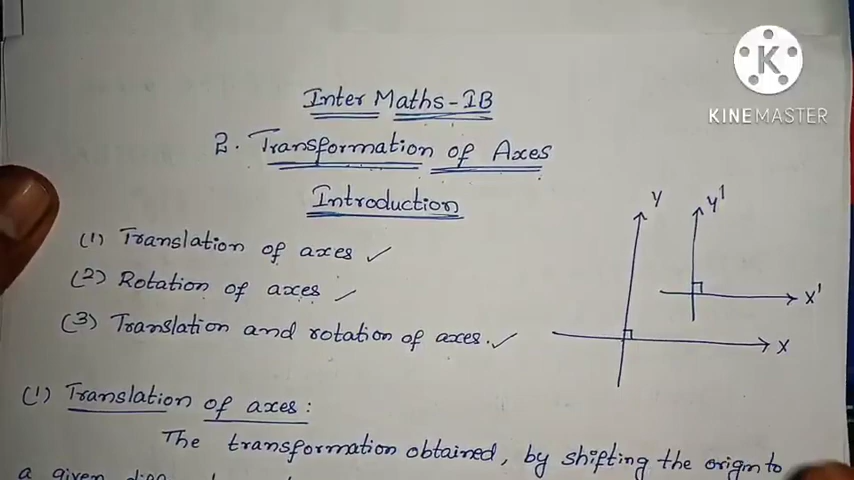 KINEMASTER
Inter Maths-IB
2. Transformation of Axes
Introduction
(1) Translation of axes ✓
(2) Rotation of axes ✓
(3) Translation and rotation of axes. ✓
Y
Y'
X'
X
(1) Translation of axes:
The transformation obtained, by shifting the origin to
a given